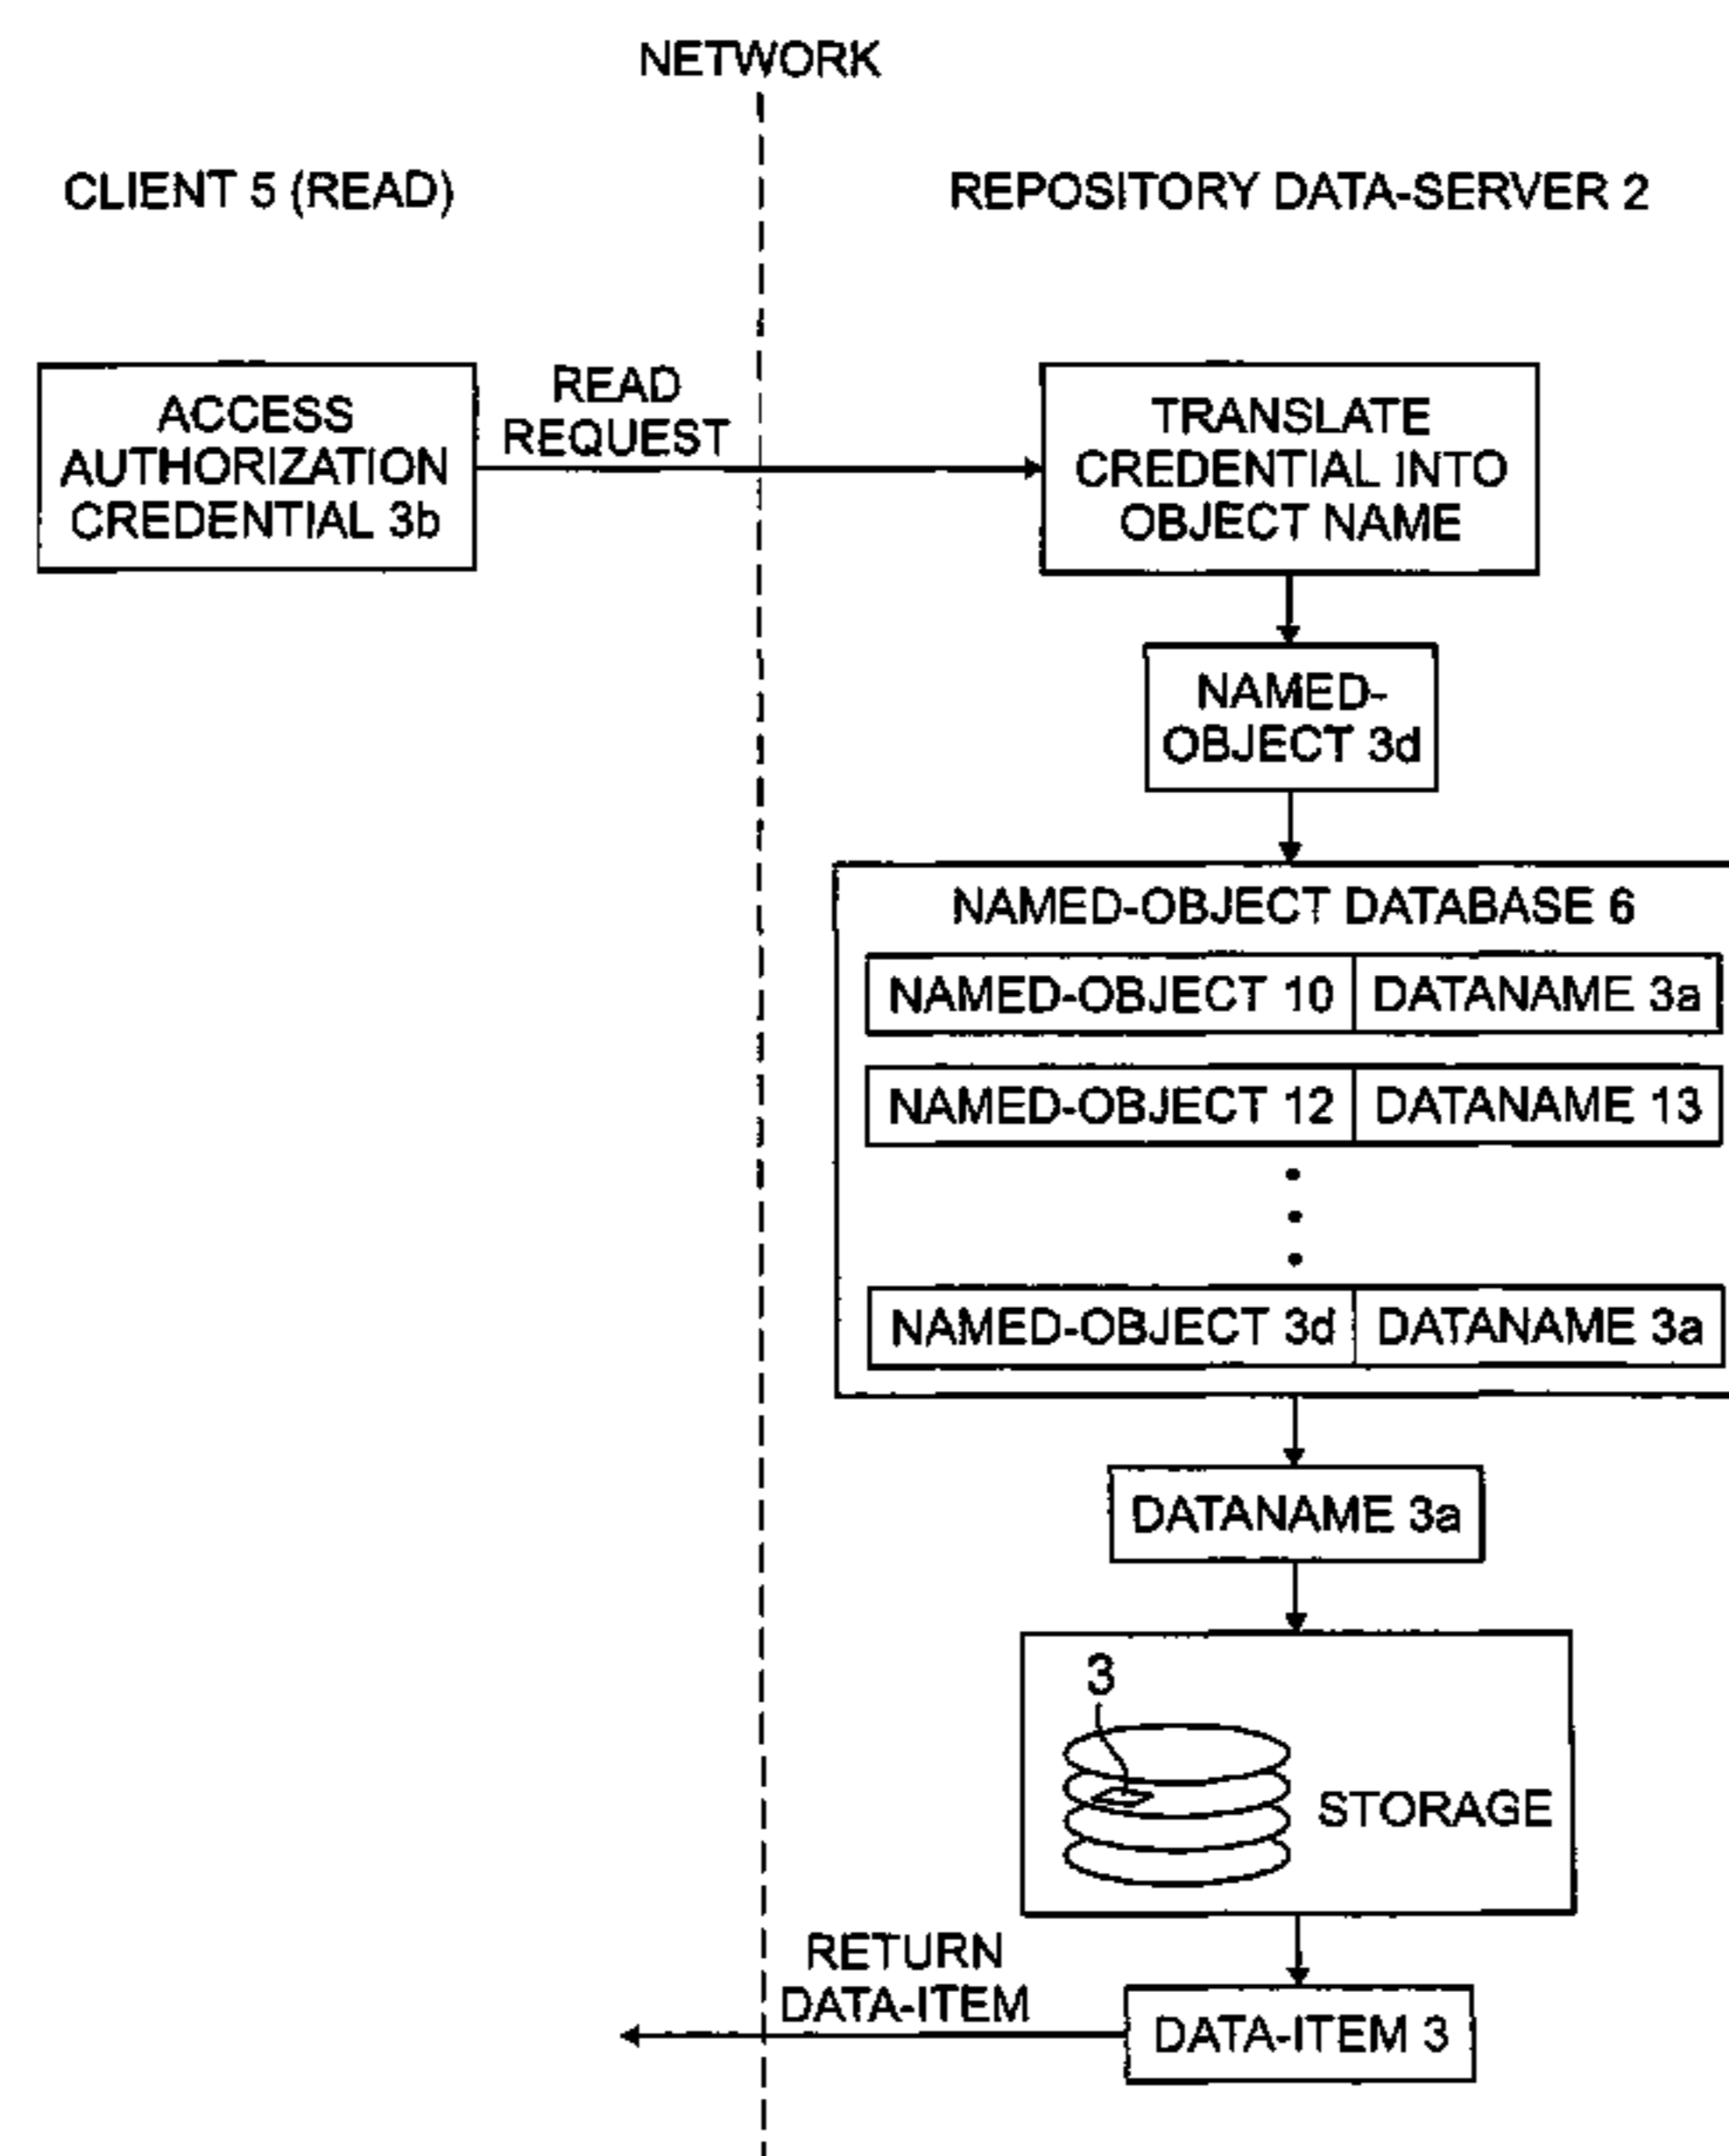 NETWORK
CLIENT 5 (READ)
REPOSITORY DATA-SERVER 2
ACCESS
AUTHORIZATION
CREDENTIAL 3b
READ
REQUEST
TRANSLATE
CREDENTIAL INTO
OBJECT NAME
NAMED-
OBJECT 3d
NAMED-OBJECT DATABASE 6
NAMED-OBJECT 10 DATANAME 3a
NAMED-OBJECT 12 DATANAME 13
NAMED-OBJECT 3d DATANAME 3a
DATANAME 3a
3
STORAGE
RETURN
DATA-ITEM
DATA-ITEM 3